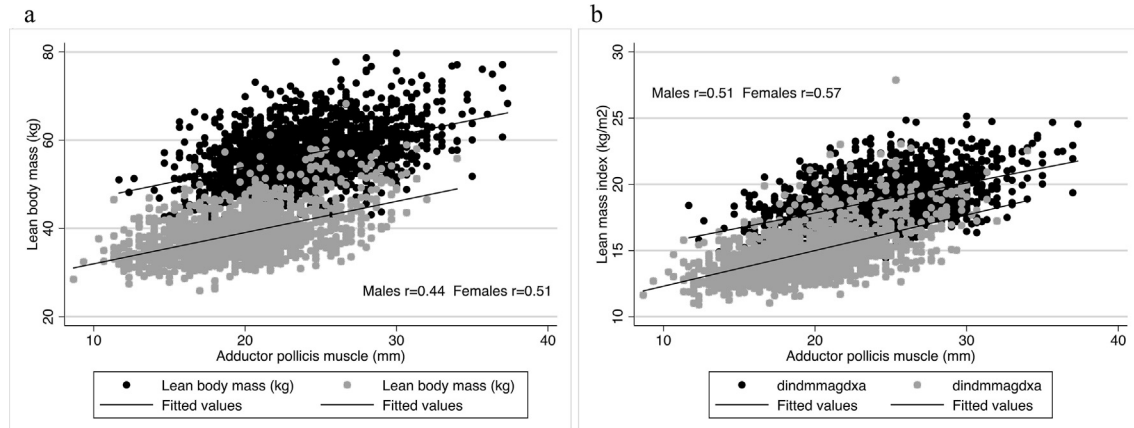 a
80
60
40
20
Lean body mass (kg)
Males r=0.44 Females r=0.51
10 20 30 40
Adductor pollicis muscle (mm)
Lean body mass (kg) Lean body mass (kg)
Fitted values Fitted values
b
30
25
20
15
10
Lean mass index (kg/m2)
Males r=0.51 Females r=0.57
10 20 30 40
Adductor pollicis muscle (mm)
dindmmagdxa dindmmagdxa
Fitted values Fitted values